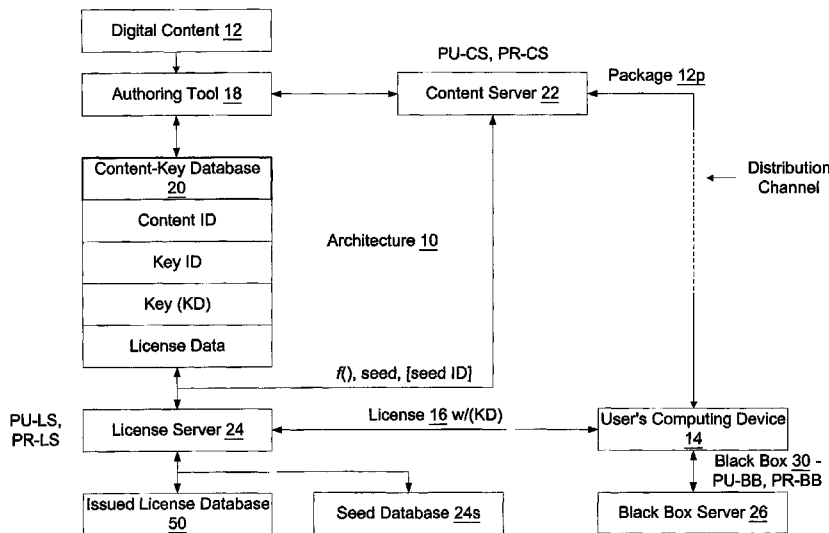 Digital Content 12
PU-CS, PR-CS
Package 12p
Authoring Tool 18
Content Server 22
Content-Key Database
20
Distribution
Channel
Content ID
Architecture 10
Key ID
Key (KD)
License Data
f(), seed, [seed ID]
PU-LS,
PR-LS
License Server 24
License 16 w/(KD)
User's Computing Device
14
Black Box 30 -
PU-BB, PR-BB
Issued License Database
50
Seed Database 24s
Black Box Server 26